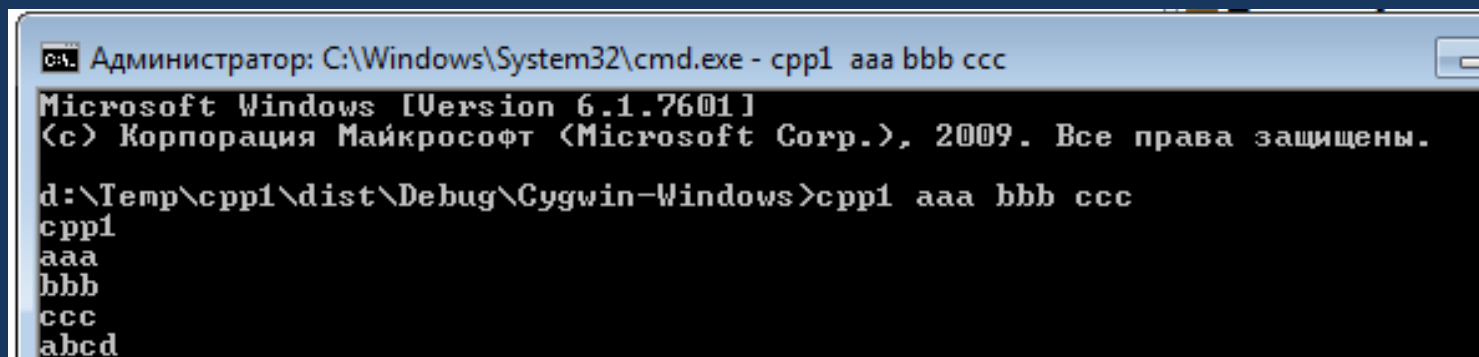 Администратор: C:\Windows\System32\cmd.exe - cpp1  aaa bbb ccc
Microsoft Windows [Version 6.1.7601]
(c) Корпорация Майкрософт (Microsoft Corp.), 2009. Все права защищены.
d:\Temp\cpp1\dist\Debug\Cygwin-Windows>cpp1 aaa bbb ccc
cpp1
aaa
bbb
ccc
abcd